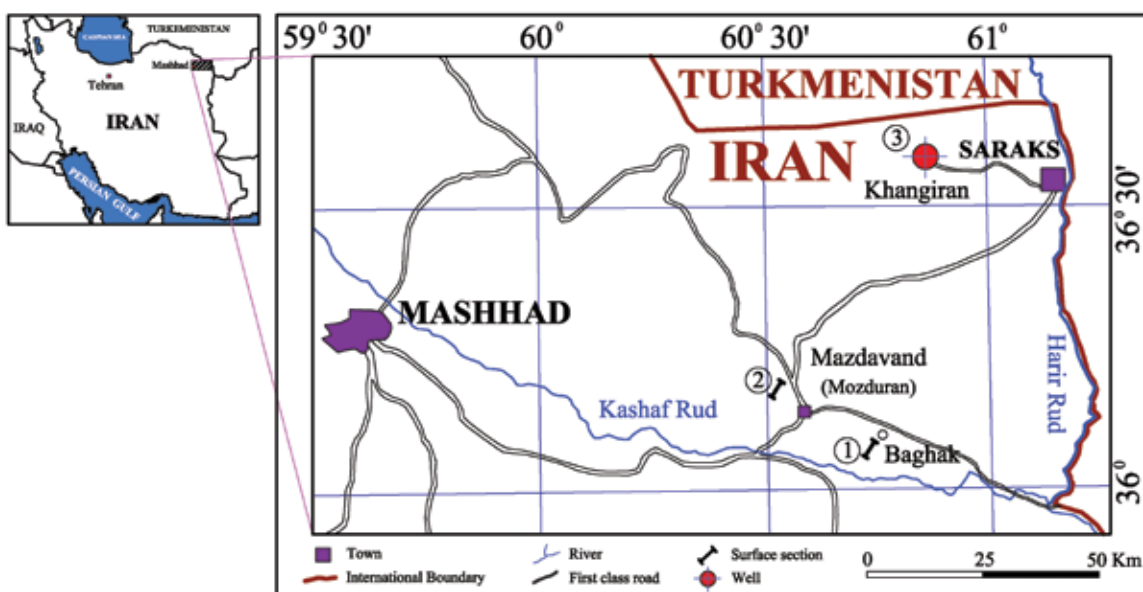 CASPIAN SEA
TURKEMENISTAN
Mashhad
Tehran
IRAN
IRAQ
PERSIAN GULF
59° 30'
60°
60° 30'
61°
TURKMENISTAN
IRAN
③
SARAKS
Khangiran
36° 30'
MASHHAD
Mazdavand
(Mozduran)
②
Kashaf Rud
Harir Rud
①
Baghak
36°
Town
River
Surface section
0 25 50 Km
International Boundary
First class road
Well